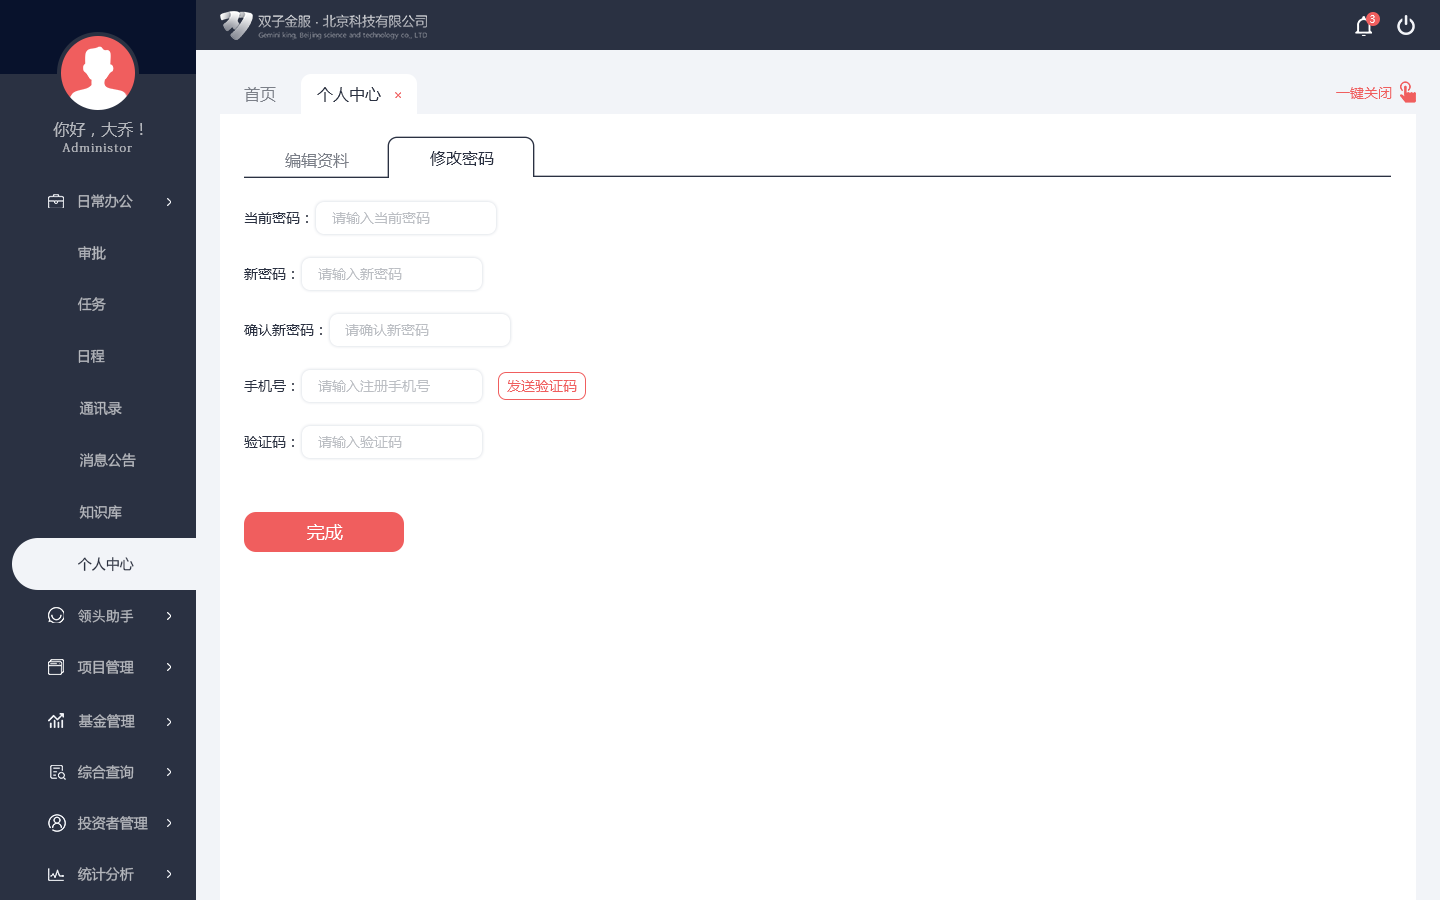 双子金服 · 北京科技有限公司
Gemini king, Beijing science and technology co., LTD
3
你好，大乔！
Administor
日常办公
审批
任务
日程
通讯录
消息公告
知识库
个人中心
领头助手
项目管理
基金管理
综合查询
投资者管理
统计分析
首页
个人中心 ×
一键关闭
编辑资料
修改密码
当前密码： 请输入当前密码
新密码： 请输入新密码
确认新密码： 请确认新密码
手机号： 请输入注册手机号 发送验证码
验证码： 请输入验证码
完成